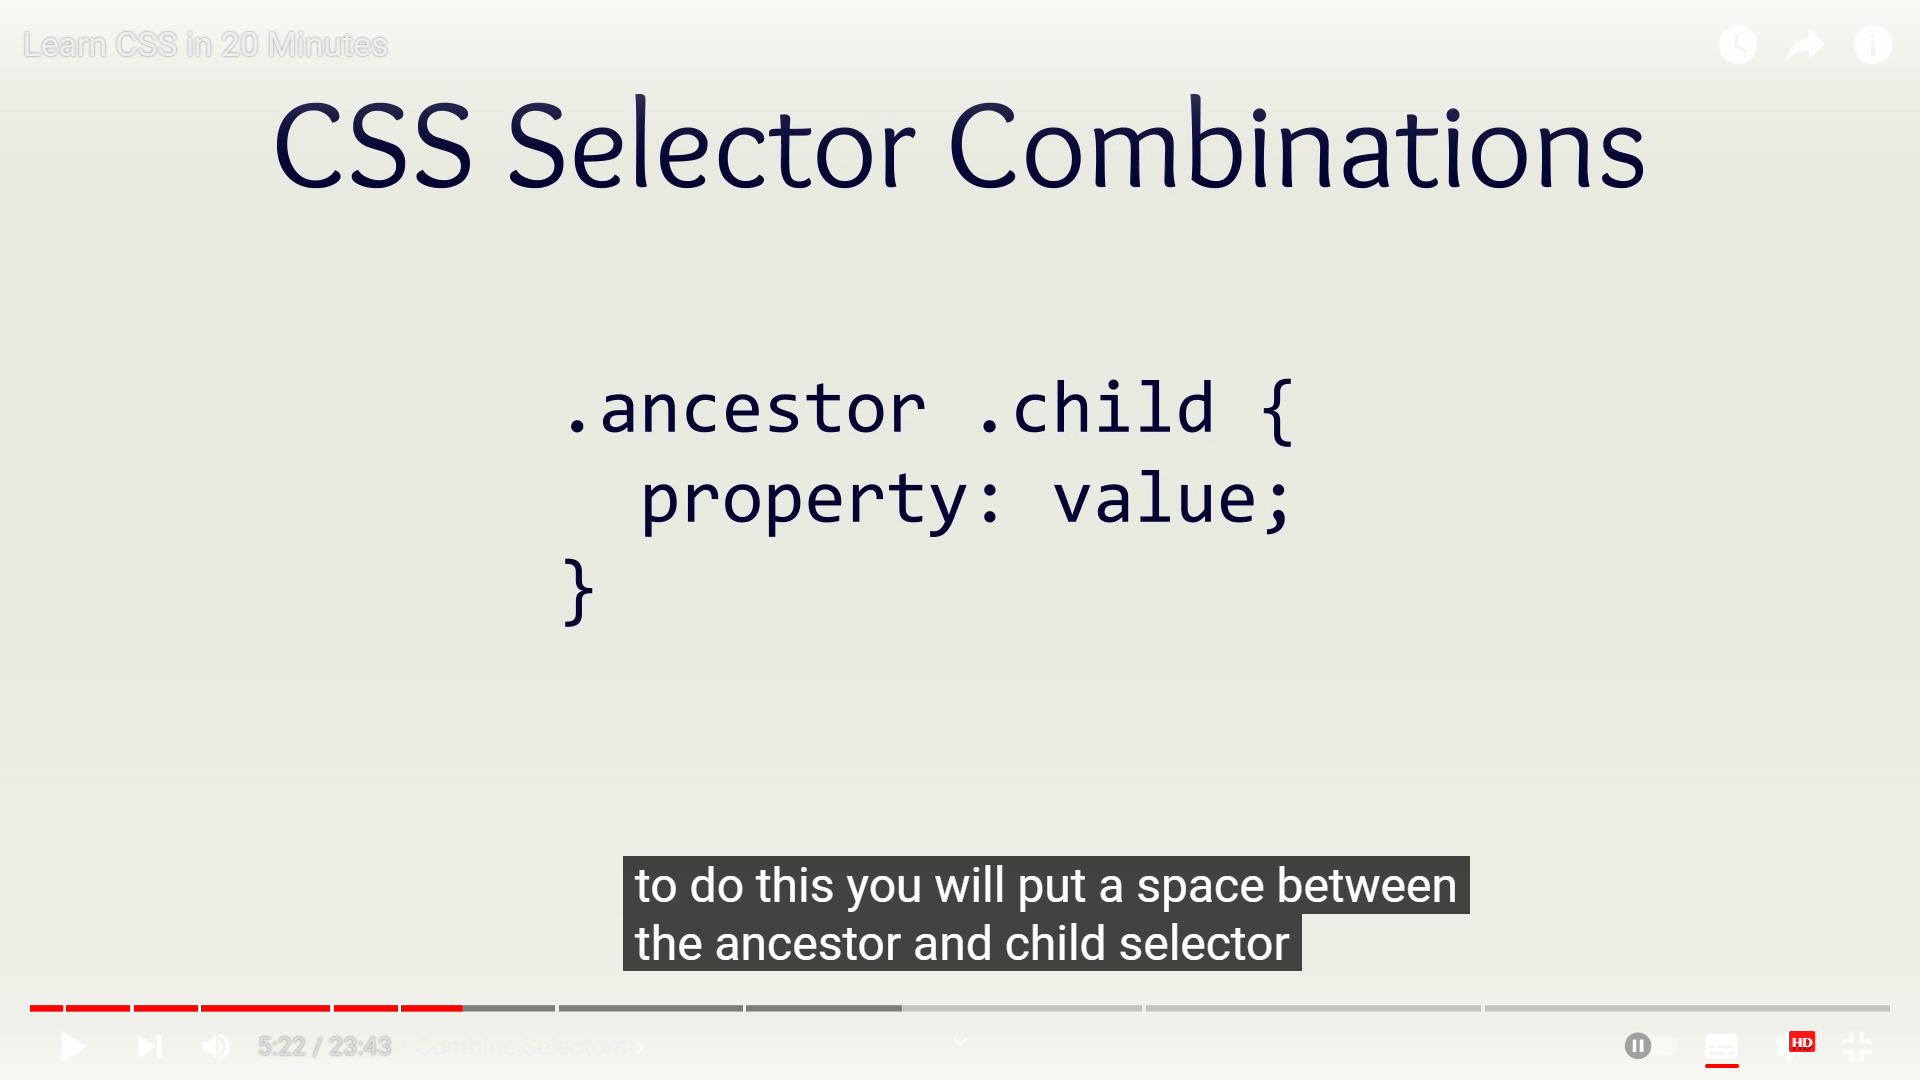 Learn CSS in 20 Minutes
CSS Selector Combinations
.ancestor .child {
  property: value;
}
to do this you will put a space between
the ancestor and child selector
5:22 / 23:43 • Combine Selectors
HD